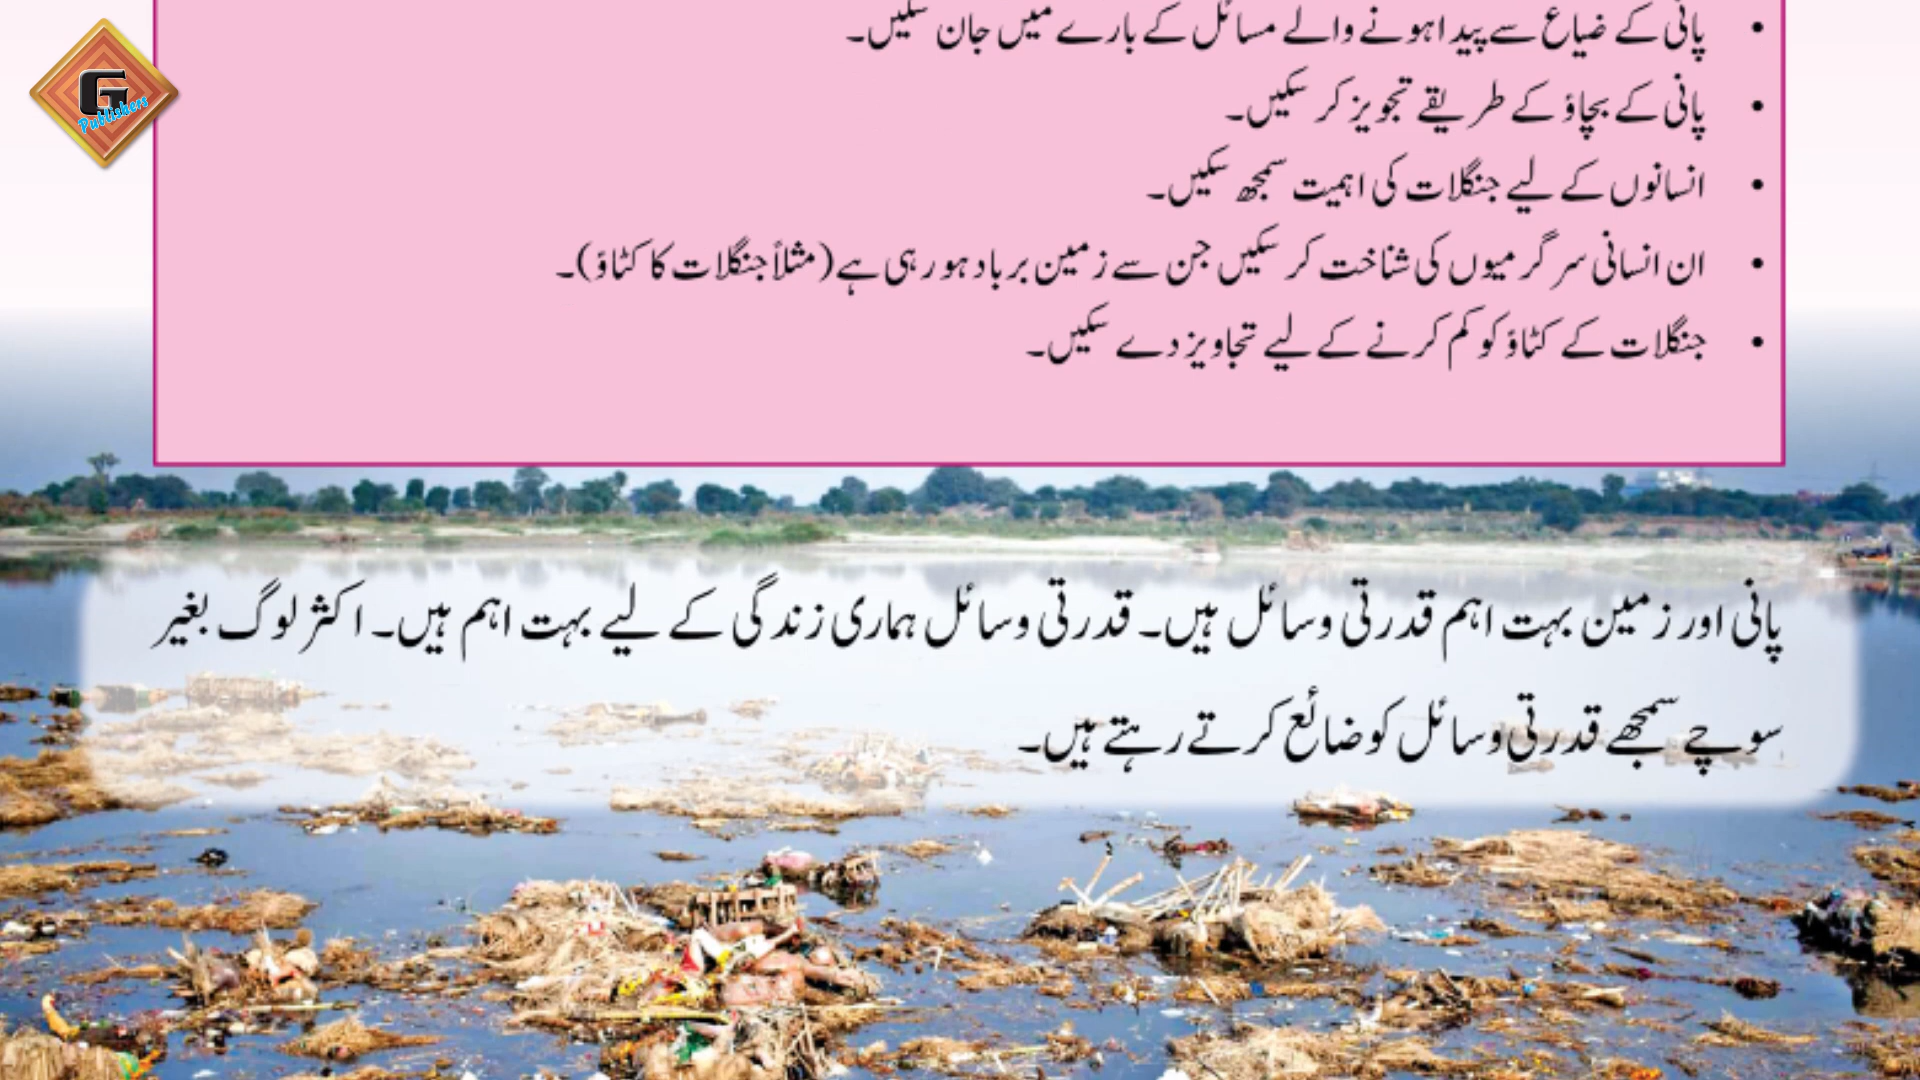 • پانی کے ضیاع سے پیدا ہونے والے مسائل کے بارے میں جان سکیں۔
• پانی کے بچاؤ کے طریقے تجویز کر سکیں۔
• انسانوں کے لیے جنگلات کی اہمیت سمجھ سکیں۔
• ان انسانی سرگرمیوں کی شناخت کر سکیں جن سے زمین برباد ہو رہی ہے (مثلاً جنگلات کا کٹاؤ)۔
• جنگلات کے کٹاؤ کو کم کرنے کے لیے تجاویز دے سکیں۔
پانی اور زمین بہت اہم قدرتی وسائل ہیں۔ قدرتی وسائل ہماری زندگی کے لیے بہت اہم ہیں۔ اکثر لوگ بغیر
سوچے سمجھے قدرتی وسائل کو ضائع کرتے رہتے ہیں۔
G
Publishers